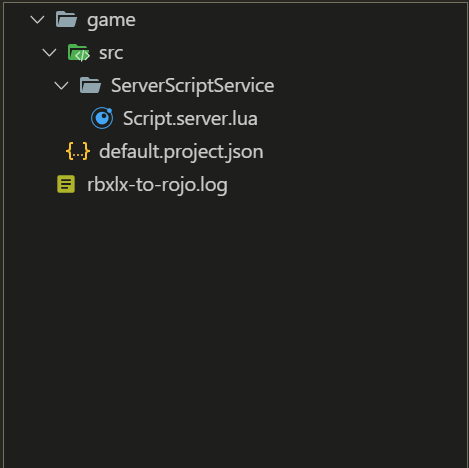 game
src
ServerScriptService
Script.server.lua
{..} default.project.json
rbxlx-to-rojo.log